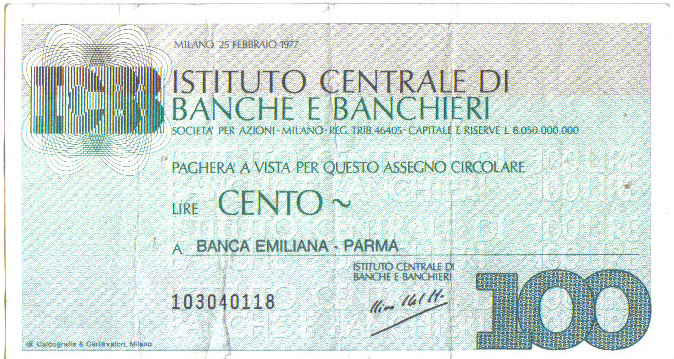 MILANO 25 FEBBRAIO 1977
ICB
ISTITUTO CENTRALE DI
BANCHE E BANCHIERI
SOCIETA' PER AZIONI - MILANO - REG. TRIB 46405 - CAPITALE E RISERVE L. 8.050.000.000
PAGHERA' A VISTA PER QUESTO ASSEGNO CIRCOLARE
LIRE CENTO ~
A BANCA EMILIANA - PARMA
ISTITUTO CENTRALE DI
BANCHE E BANCHIERI
103040118
100
Calcografia & Cartevalori, Milano